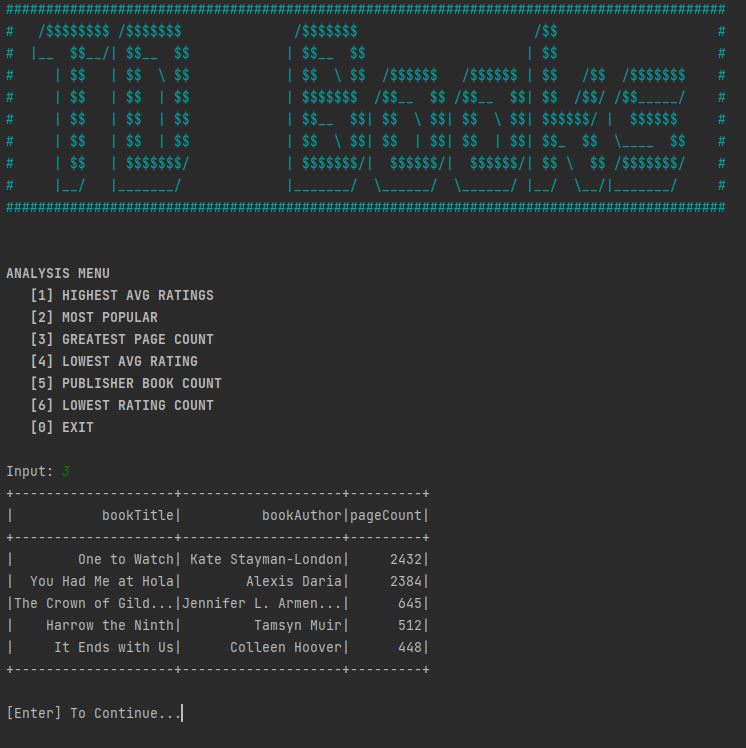 ##########################################################################################
#   /$$$$$$$$ /$$$$$$$              /$$$$$$$                      /$$                    #
#  |__  $$__/| $$__  $$            | $$__  $$                    | $$                    #
#     | $$   | $$  \ $$            | $$  \ $$  /$$$$$$   /$$$$$$ | $$   /$$  /$$$$$$$    #
#     | $$   | $$  | $$            | $$$$$$$  /$$__  $$ /$$__  $$| $$  /$$/ /$$_____/    #
#     | $$   | $$  | $$            | $$__  $$| $$  \ $$| $$  \ $$| $$$$$$/ |  $$$$$$     #
#     | $$   | $$  | $$            | $$  \ $$| $$  | $$| $$  | $$| $$_  $$  \____  $$    #
#     | $$   | $$$$$$$/            | $$$$$$$/|  $$$$$$/|  $$$$$$/| $$ \  $$ /$$$$$$$/    #
#     |__/   |_______/             |_______/  \______/  \______/ |__/  \__/|_______/     #
##########################################################################################
ANALYSIS MENU
[1] HIGHEST AVG RATINGS
[2] MOST POPULAR
[3] GREATEST PAGE COUNT
[4] LOWEST AVG RATING
[5] PUBLISHER BOOK COUNT
[6] LOWEST RATING COUNT
[0] EXIT
Input: 3
+--------------------+--------------------+---------+
|           bookTitle|          bookAuthor|pageCount|
+--------------------+--------------------+---------+
|        One to Watch| Kate Stayman-London|     2432|
|  You Had Me at Hola|        Alexis Daria|     2384|
|The Crown of Gild...|Jennifer L. Armen...|      645|
|    Harrow the Ninth|         Tamsyn Muir|      512|
|     It Ends with Us|      Colleen Hoover|      448|
+--------------------+--------------------+---------+
[Enter] To Continue...